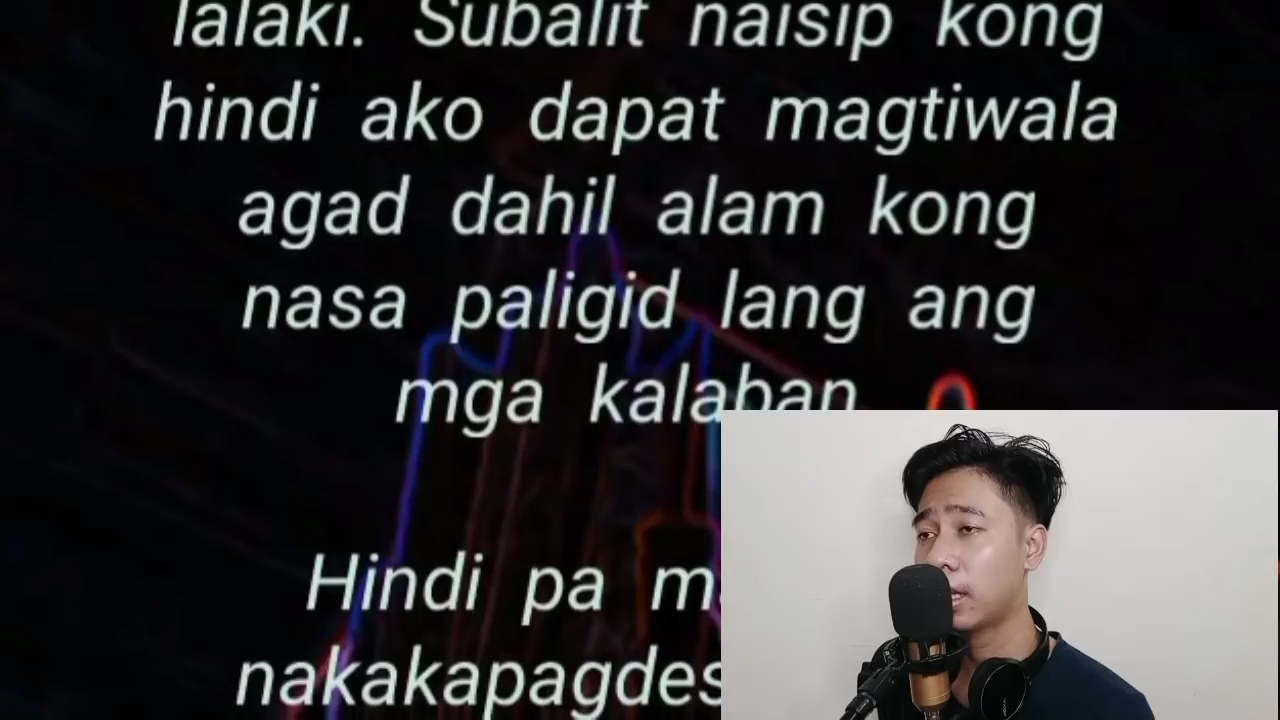 lalaki. Subalit naisip kong
hindi ako dapat magtiwala
agad dahil alam kong
nasa paligid lang ang
mga kalaban
Hindi pa